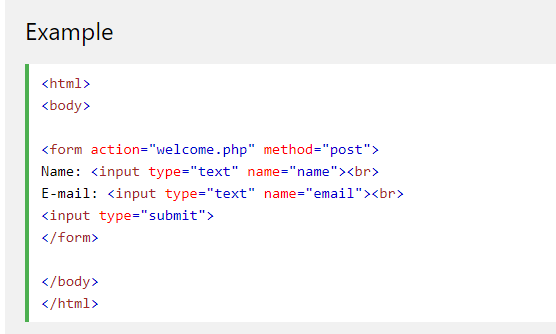 Example
<html>
<body>
<form action="welcome.php" method="post">
Name: <input type="text" name="name"><br>
E-mail: <input type="text" name="email"><br>
<input type="submit">
</form>
</body>
</html>